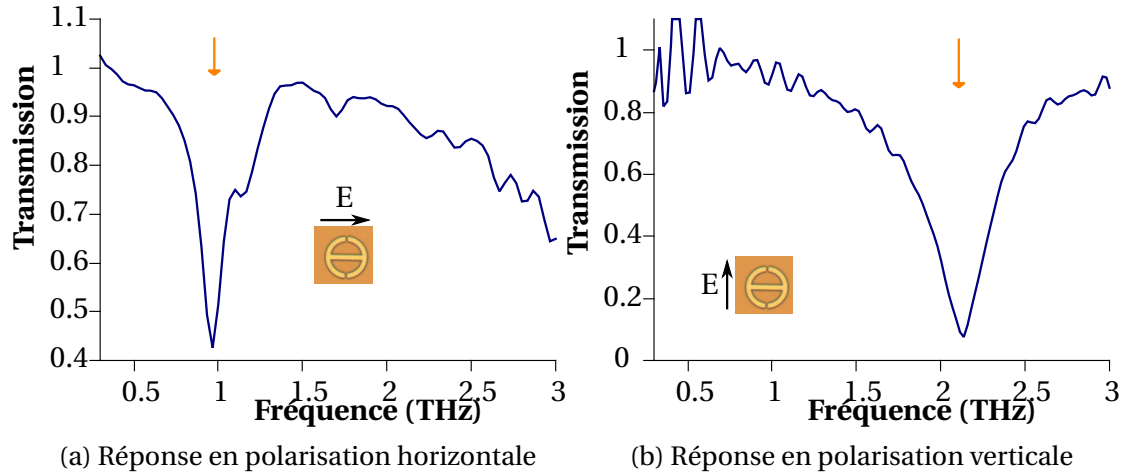 1.1
1
0.9
0.8
0.7
0.6
0.5
0.4
Transmission
E
0.5 1 1.5 2 2.5 3
Fréquence (THz)
(a) Réponse en polarisation horizontale
1
0.8
0.6
0.4
0.2
0
Transmission
E
0.5 1 1.5 2 2.5 3
Fréquence (THz)
(b) Réponse en polarisation verticale